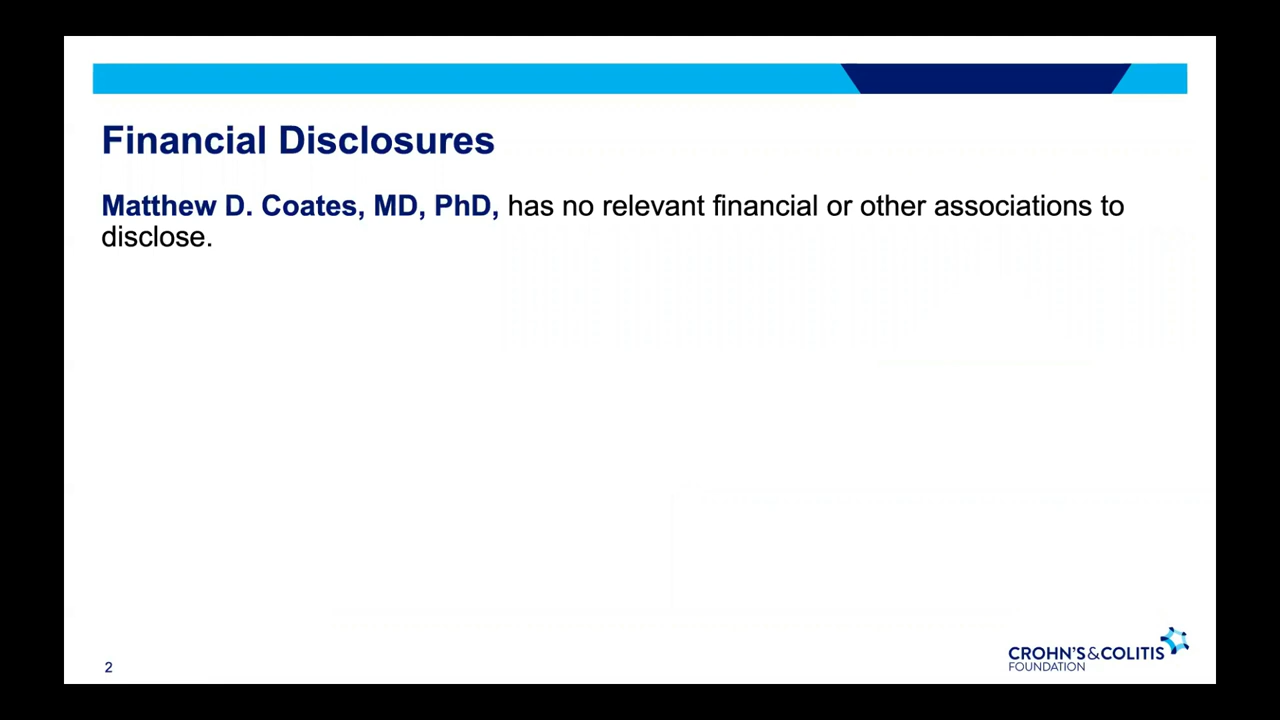 Financial Disclosures
Matthew D. Coates, MD, PhD, has no relevant financial or other associations to
disclose.
2
CROHN'S&COLITIS
FOUNDATION